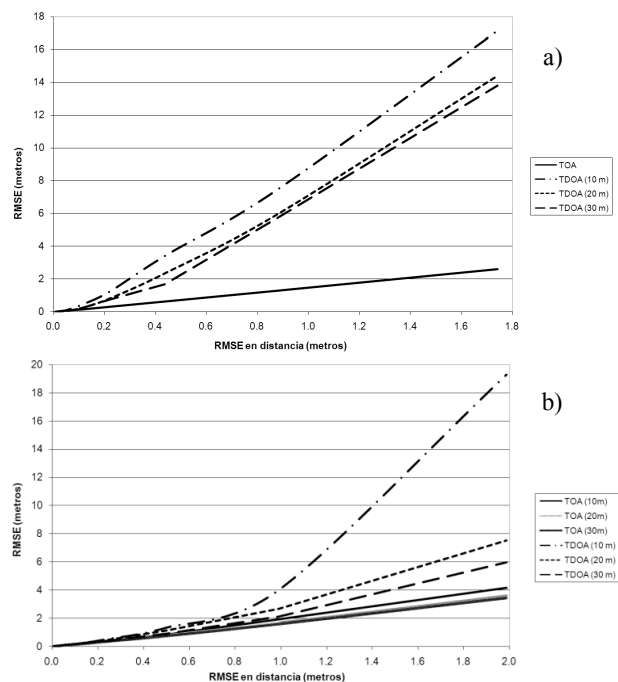 18
16
14
12
10
8
6
4
2
0
RMSE (metros)
0.0 0.2 0.4 0.6 0.8 1.0 1.2 1.4 1.6 1.8
RMSE en distancia (metros)
a)
TOA
TDOA (10 m)
TDOA (20 m)
TDOA (30 m)
20
18
16
14
12
10
8
6
4
2
0
RMSE (metros)
0.0 0.2 0.4 0.6 0.8 1.0 1.2 1.4 1.6 1.8 2.0
RMSE en distancia (metros)
b)
TOA (10m)
TOA (20m)
TOA (30m)
TDOA (10 m)
TDOA (20 m)
TDOA (30 m)